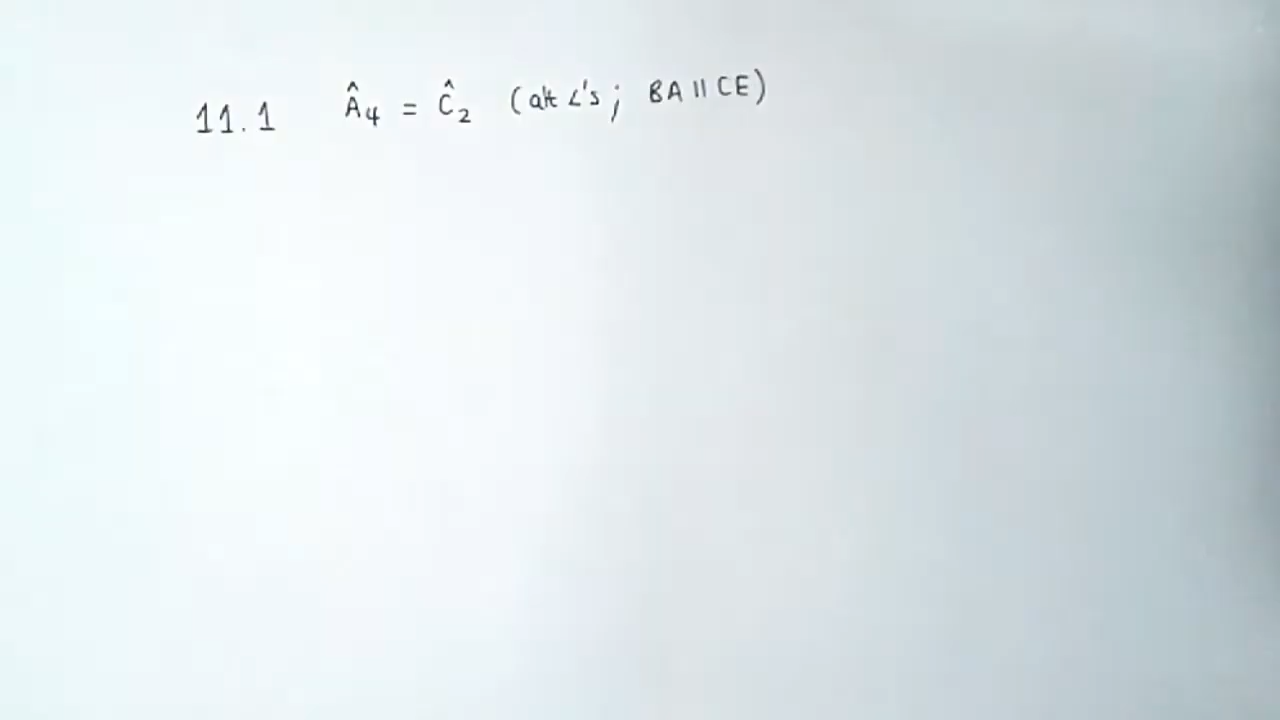 11.1 Â₄ = Ĉ₂ (alt ∠'s; BA || CE)